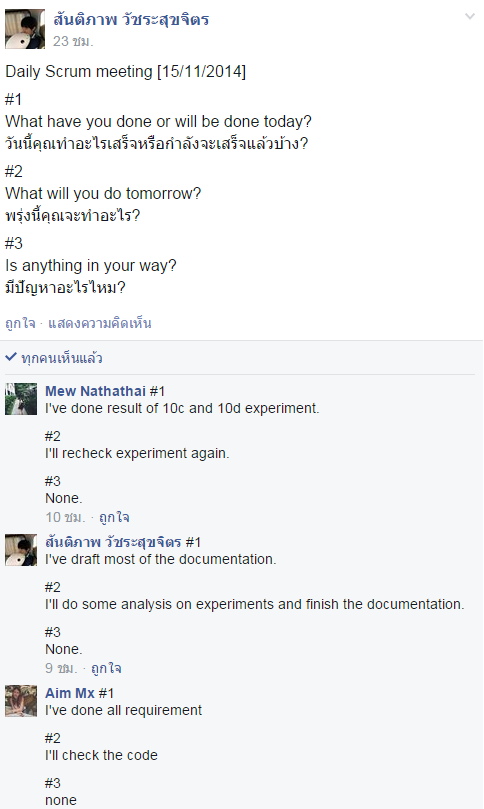 สันติภาพ วัชระสุขจิตร
23 ชม.
Daily Scrum meeting [15/11/2014]
#1
What have you done or will be done today?
วันนี้คุณทำอะไรเสร็จหรือกำลังจะเสร็จแล้วบ้าง?
#2
What will you do tomorrow?
พรุ่งนี้คุณจะทำอะไร?
#3
Is anything in your way?
มีปัญหาอะไรไหม?
ถูกใจ · แสดงความคิดเห็น
ทุกคนเห็นแล้ว
Mew Nathathai #1
I've done result of 10c and 10d experiment.
#2
I'll recheck experiment again.
#3
None.
10 ชม. · ถูกใจ
สันติภาพ วัชระสุขจิตร #1
I've draft most of the documentation.
#2
I'll do some analysis on experiments and finish the documentation.
#3
None.
9 ชม. · ถูกใจ
Aim Mx #1
I've done all requirement
#2
I'll check the code
#3
none